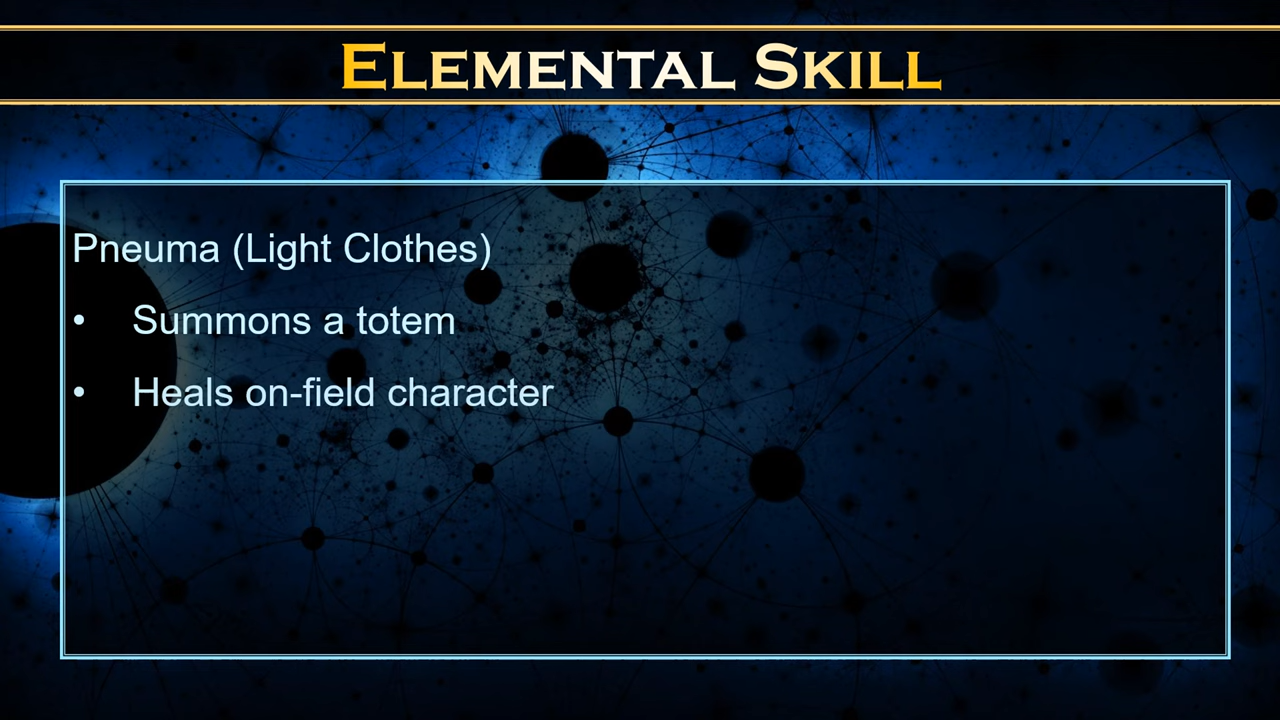 Elemental Skill
Pneuma (Light Clothes)
• Summons a totem
• Heals on-field character